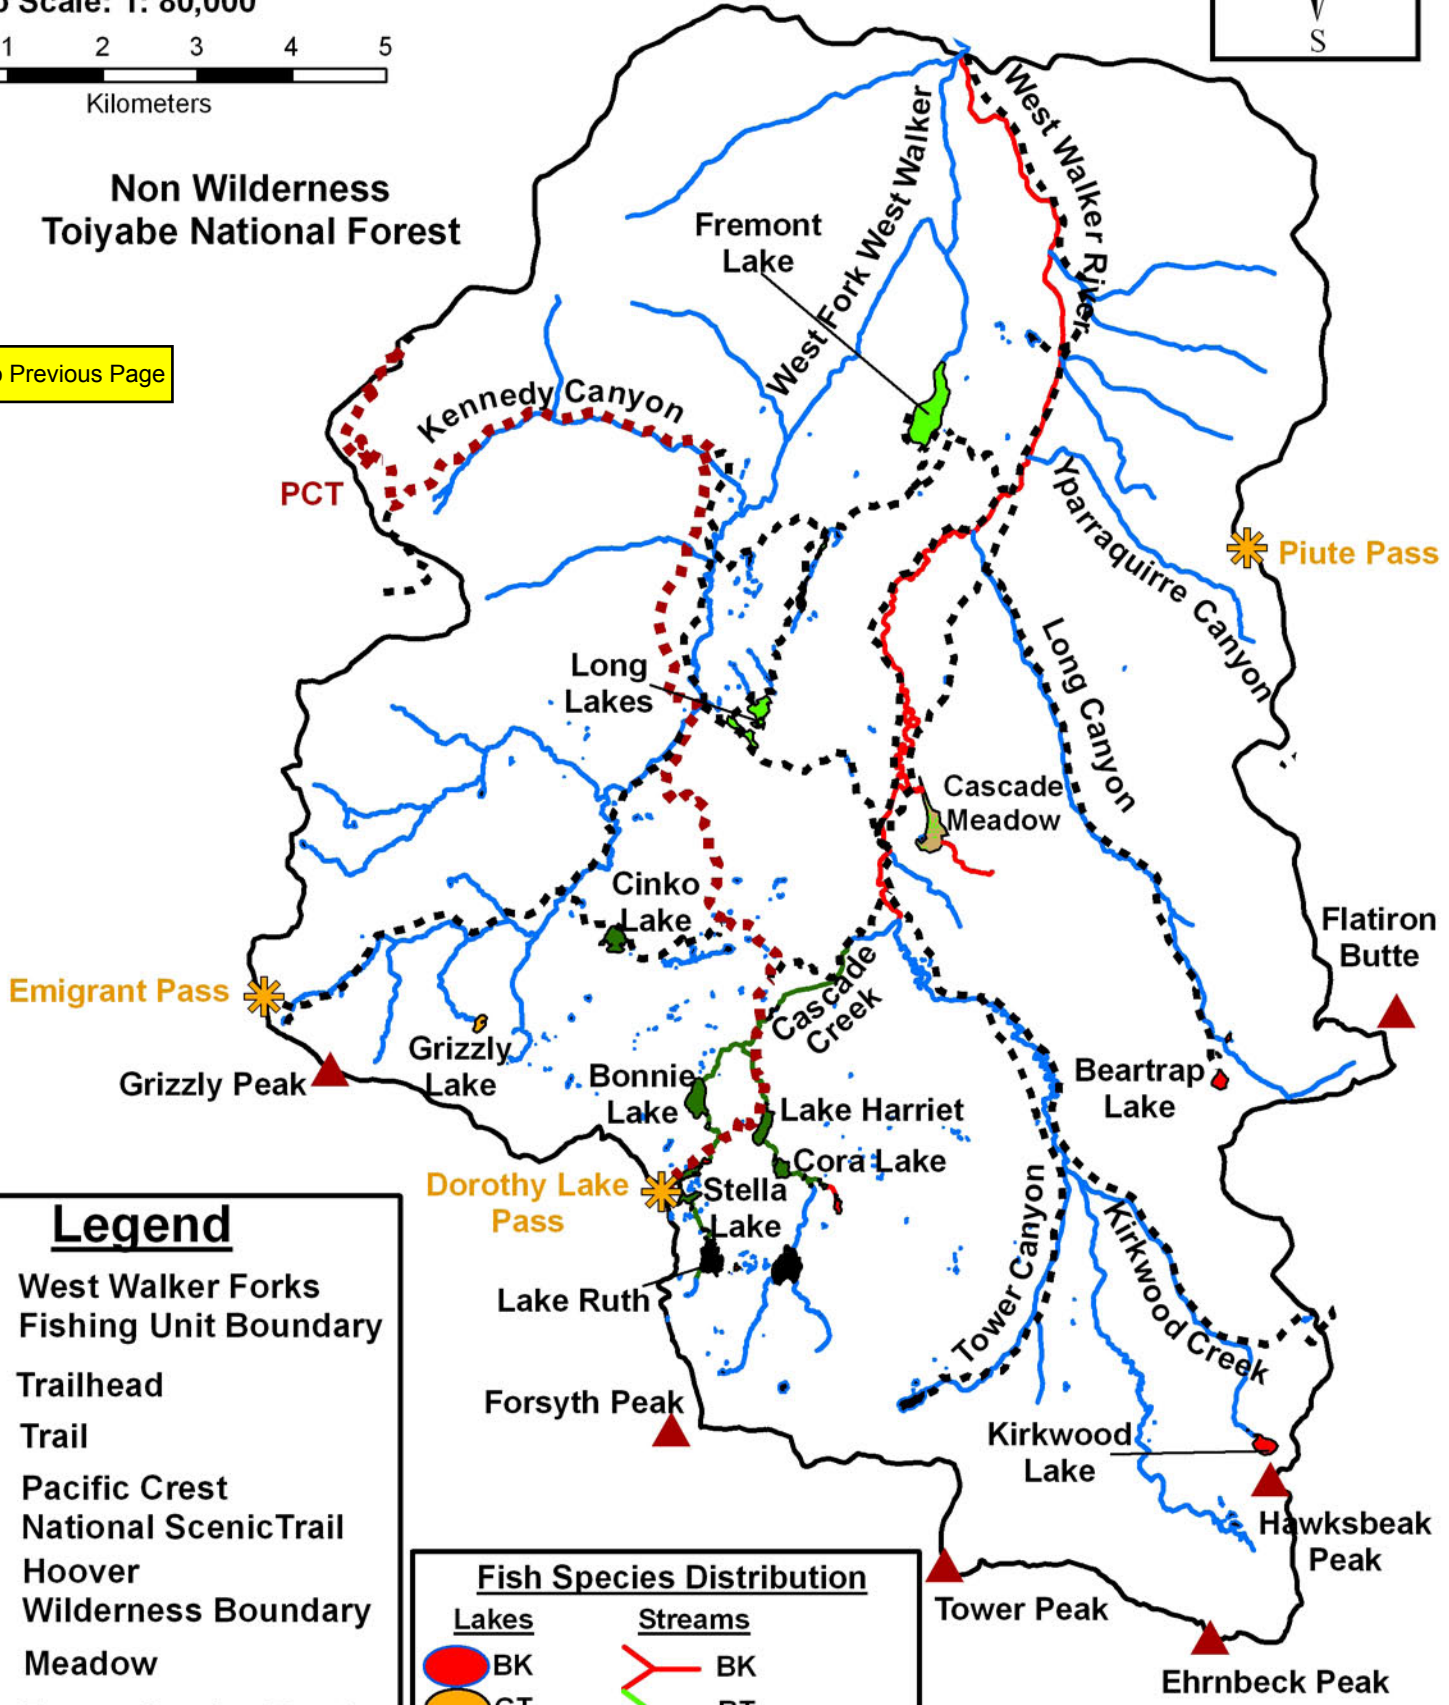 Scale: 1: 80,000
1 2 3 4 5
Kilometers
S
Non Wilderness
Toiyabe National Forest
Previous Page
West Walker River
West Fork West Walker
Fremont
Lake
Kennedy Canyon
PCT
Yparraquirre Canyon
Piute Pass
Long
Lakes
Long Canyon
Cascade
Meadow
Cinko
Lake
Flatiron
Butte
Emigrant Pass
Cascade
Creek
Grizzly
Lake
Grizzly Peak
Bonnie
Lake
Beartrap
Lake
Lake Harriet
Cora Lake
Dorothy Lake
Pass
Stella
Lake
Tower Canyon
Kirkwood Creek
Lake Ruth
Forsyth Peak
Kirkwood
Lake
Hawksbeak
Peak
Tower Peak
Ehrnbeck Peak
Legend
West Walker Forks
Fishing Unit Boundary
Trailhead
Trail
Pacific Crest
National ScenicTrail
Hoover
Wilderness Boundary
Meadow
Fish Species Distribution
Lakes Streams
BK BK